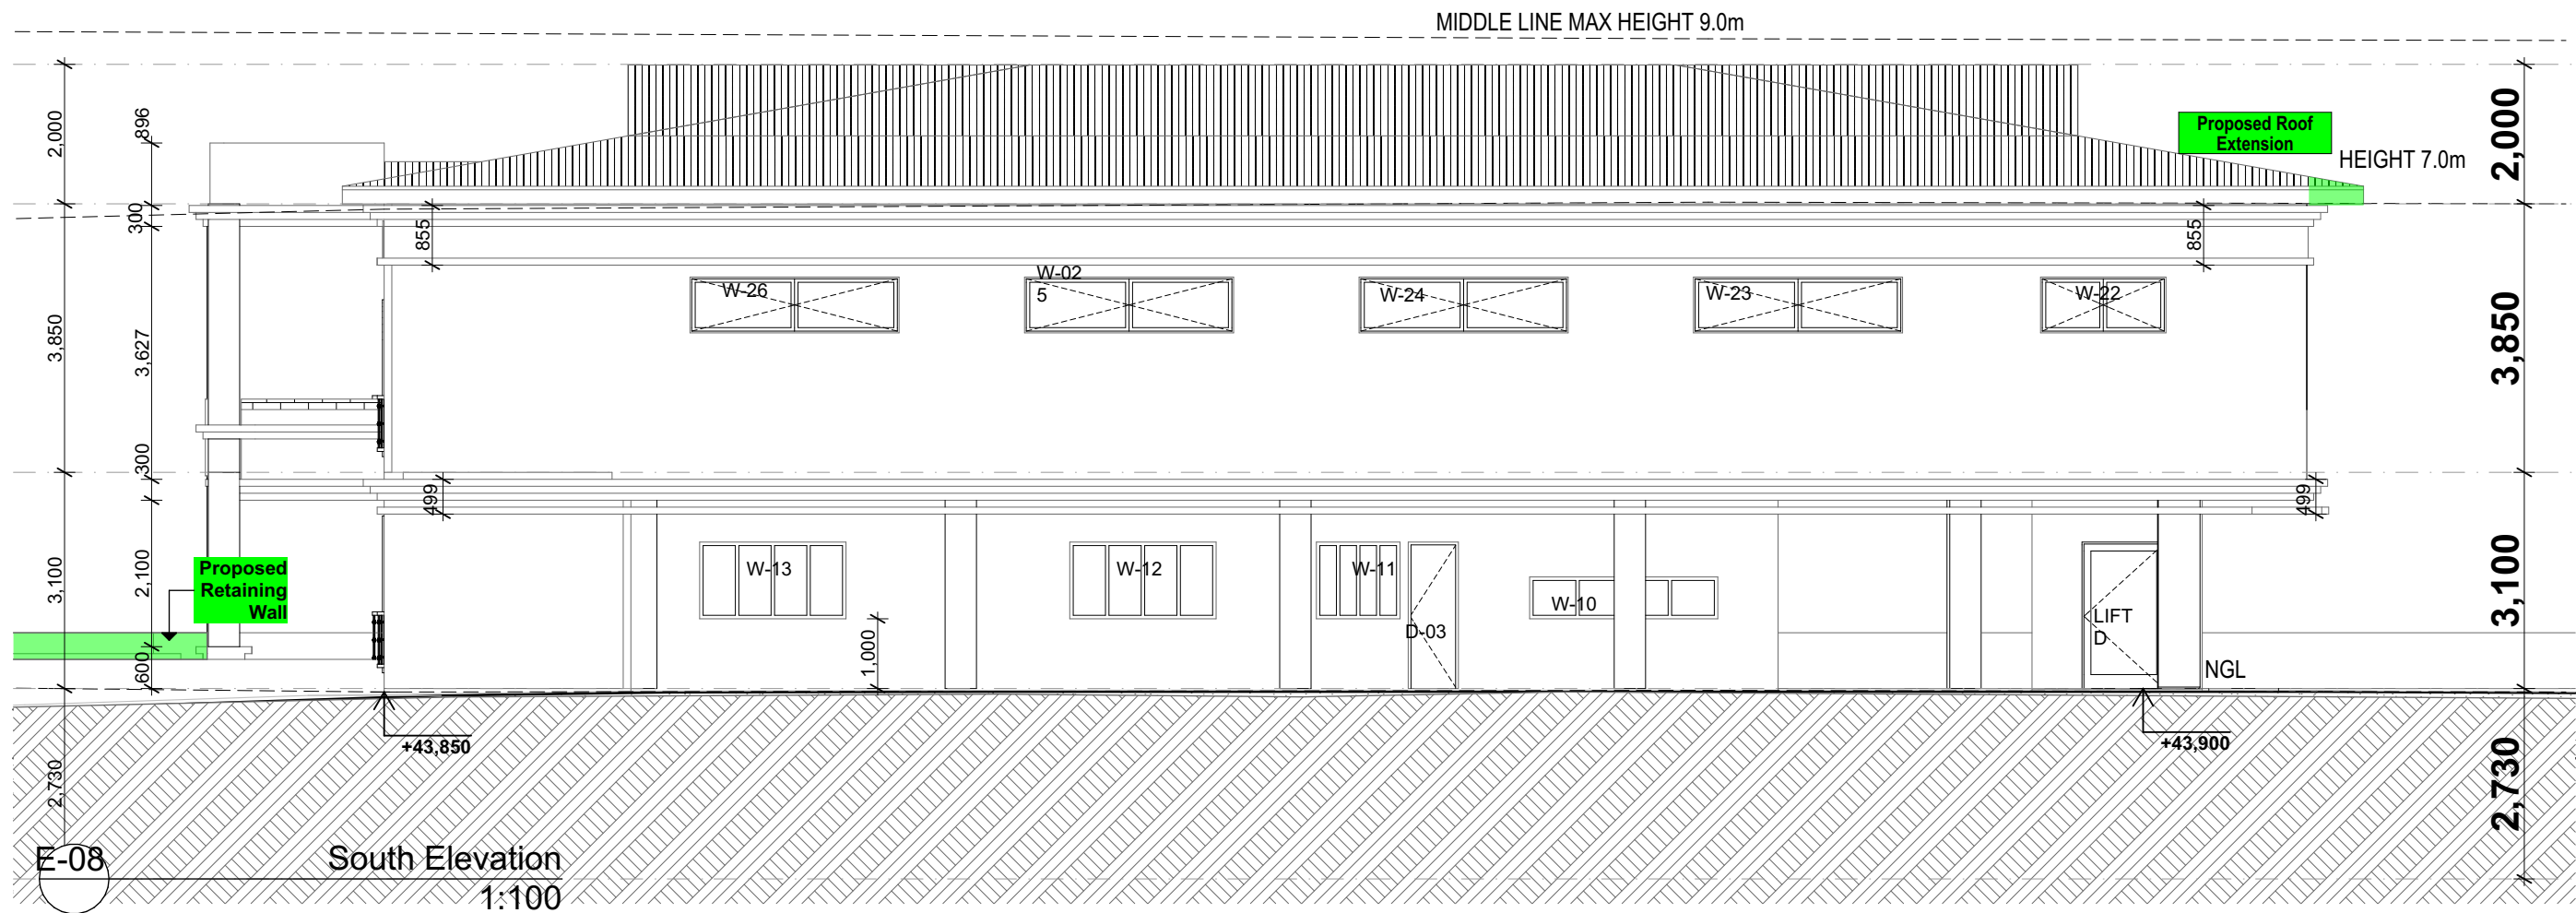 MIDDLE LINE MAX HEIGHT 9.0m
2,000
896
Proposed Roof
Extension
HEIGHT 7.0m
2,000
300
855
855
W-26
W-02
5
W-24
W-23
W-22
3,850
3,627
3,850
300
499
499
3,100
2,100
Proposed
Retaining
Wall
W-13
W-12
W-11
W-10
D-03
LIFT
D
3,100
600
1,000
NGL
+43,850
+43,900
2,730
2,730
E-08
South Elevation
1:100